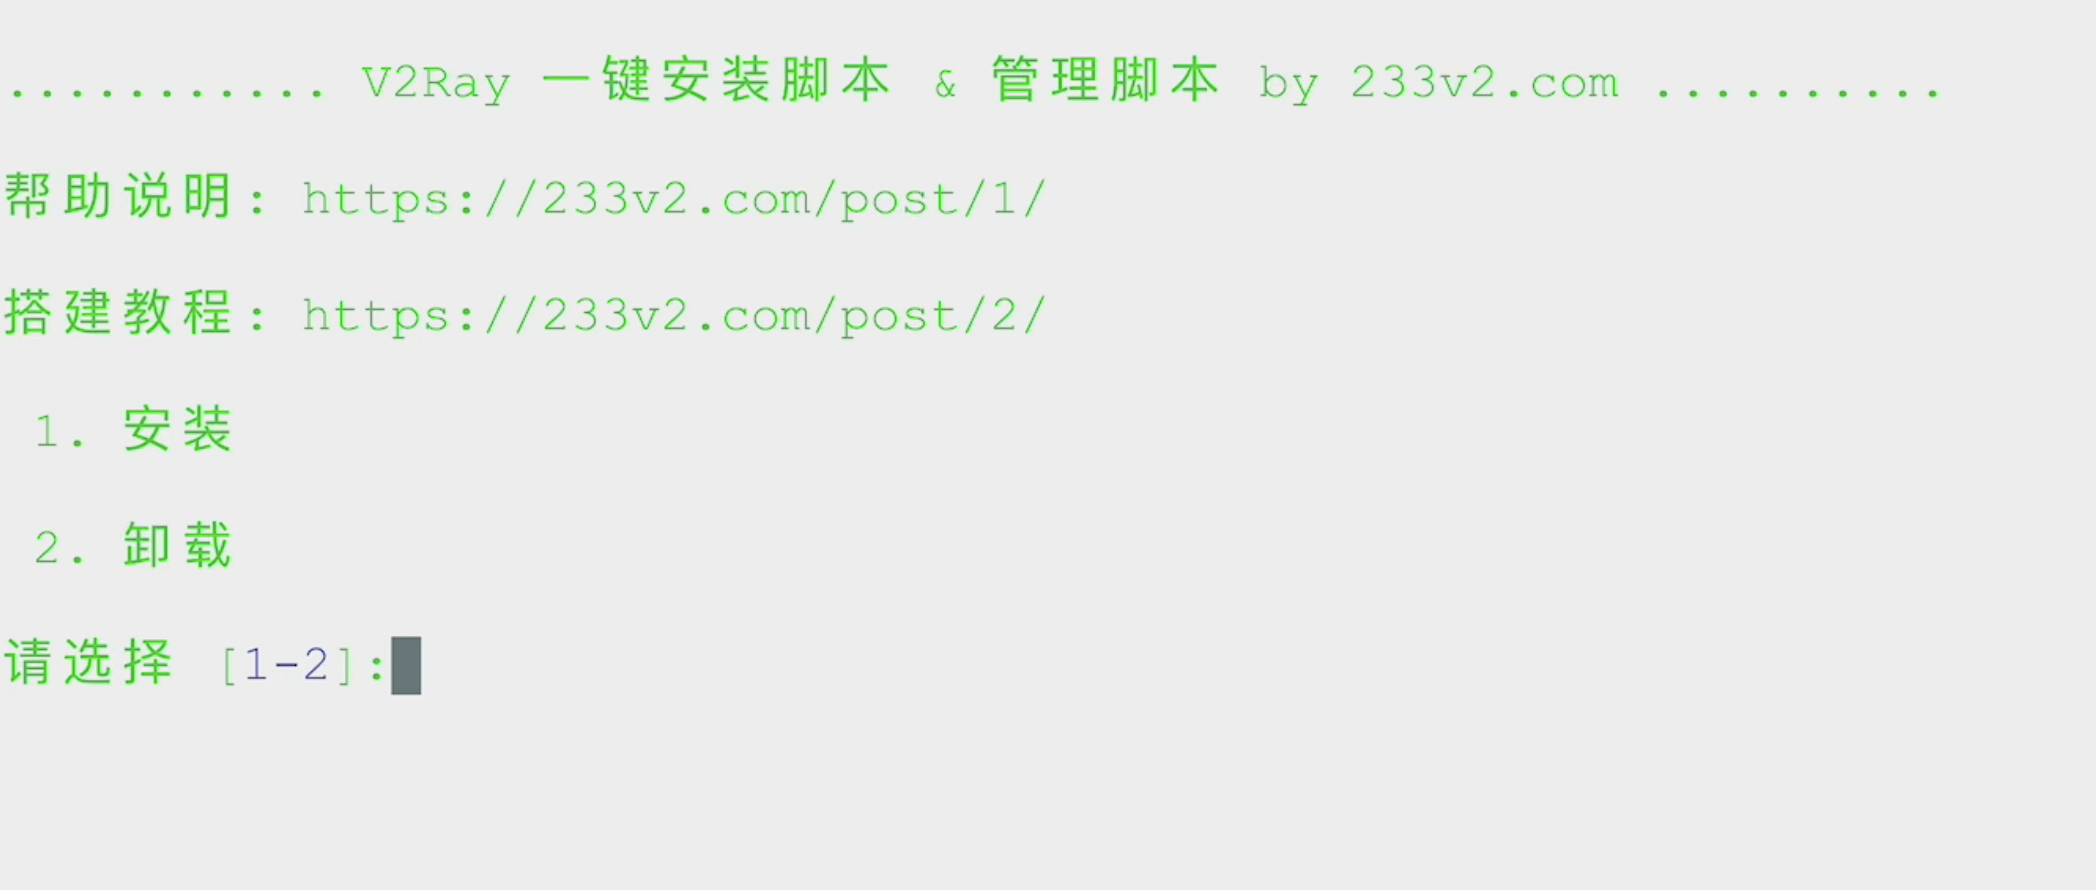 ........... V2Ray 一键安装脚本 & 管理脚本 by 233v2.com ..........
帮助说明: https://233v2.com/post/1/
搭建教程: https://233v2.com/post/2/
1. 安装
2. 卸载
请选择 [1-2]: